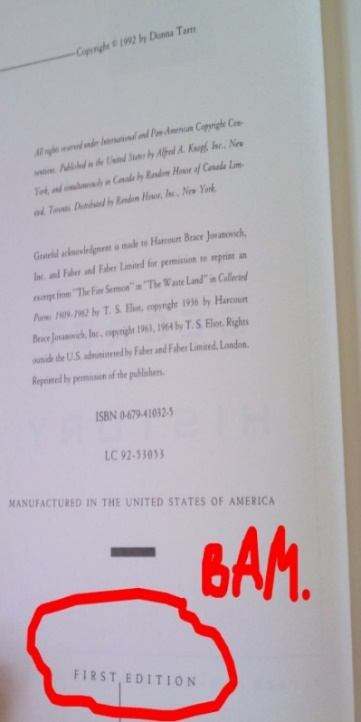 Copyright © 1992 by Donna Tartt
All rights reserved under International and Pan-American Copyright Con-
ventions. Published in the United States by Alfred A. Knopf, Inc., New
York, and simultaneously in Canada by Random House of Canada Lim-
ited, Toronto. Distributed by Random House, Inc., New York.
Grateful acknowledgment is made to Harcourt Brace Jovanovich,
Inc. and Faber and Faber Limited for permission to reprint an
excerpt from "The Fire Sermon" in "The Waste Land" in Collected
Poems 1909-1962 by T. S. Eliot, copyright 1936 by Harcourt
Brace Jovanovich, Inc., copyright 1963, 1964 by T. S. Eliot. Rights
outside the U.S. administered by Faber and Faber Limited, London.
Reprinted by permission of the publishers.
ISBN 0-679-41032-5
HISTORY
LC 92-53053
MANUFACTURED IN THE UNITED STATES OF AMERICA
BAM.
FIRST EDITION